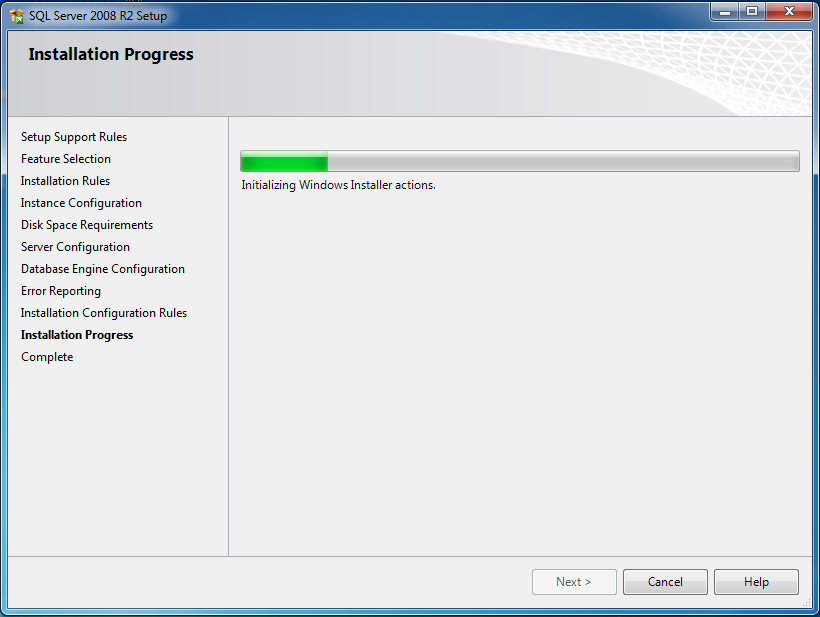 SQL Server 2008 R2 Setup
Installation Progress
Setup Support Rules
Feature Selection
Installation Rules
Instance Configuration
Disk Space Requirements
Server Configuration
Database Engine Configuration
Error Reporting
Installation Configuration Rules
Installation Progress
Complete
Initializing Windows Installer actions.
Next >
Cancel
Help